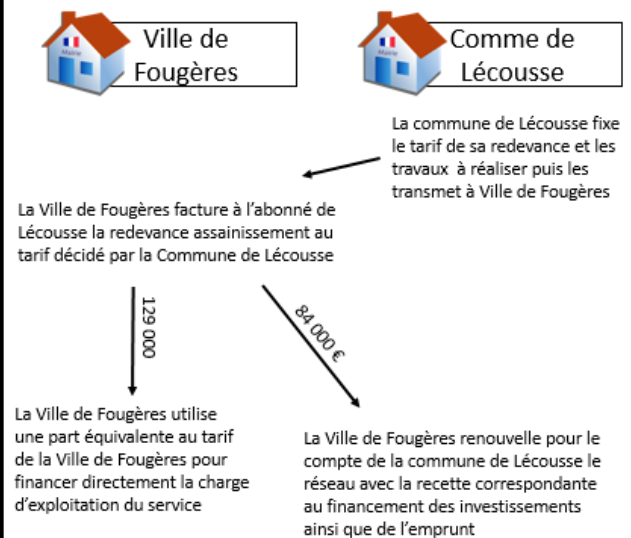 Ville de
Fougères
Comme de
Lécousse
La commune de Lécousse fixe
le tarif de sa redevance et les
travaux à réaliser puis les
transmet à Ville de Fougères
La Ville de Fougères facture à l'abonné de
Lécousse la redevance assainissement au
tarif décidé par la Commune de Lécousse
129 000
84 000 €
La Ville de Fougères utilise
une part équivalente au tarif
de la Ville de Fougères pour
financer directement la charge
d'exploitation du service
La Ville de Fougères renouvelle pour le
compte de la commune de Lécousse le
réseau avec la recette correspondante
au financement des investissements
ainsi que de l'emprunt